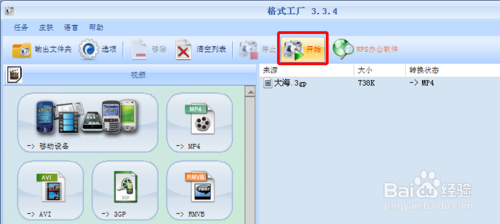 格式工厂 3.3.4
任务 皮肤 语言 帮助
输出文件夹 选项 移除 清空列表 停止 开始 WPS办公软件
视频
来源 大小 转换状态
大海.3gp 738K -> MP4
-> 移动设备
-> MP4
MP4
-> AVI
AVI
-> 3GP
3GP
-> RMVB
RMVB
Baidu经验
jingyan.baidu.com